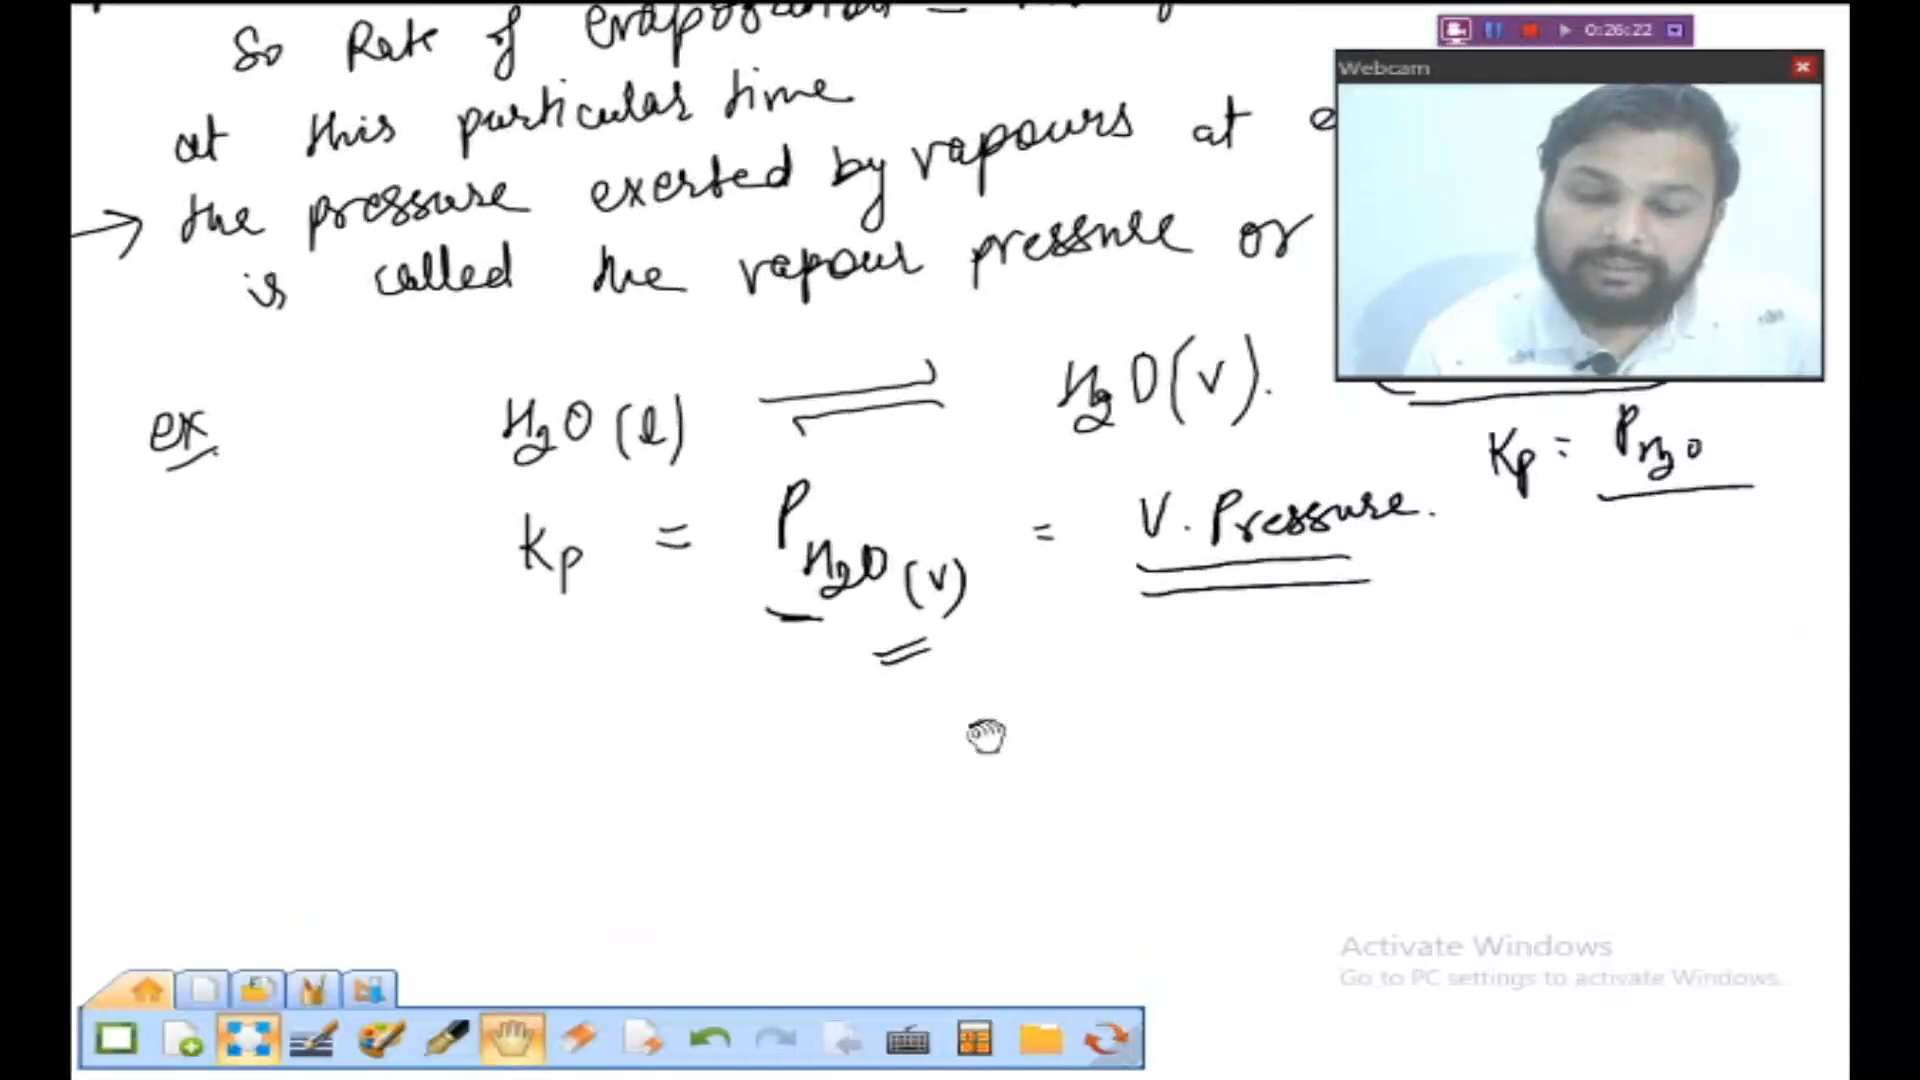 So Rate of evaporation =
at this particular time
→ the pressure exerted by vapours at e
is called the vapour pressure or
ex H2O (l) ⇌ H2O (v).
Kp = PH2O
Kp = PH2O (v) = V. Pressure.
0:26:22
Webcam
Activate Windows
Go to PC settings to activate Windows.